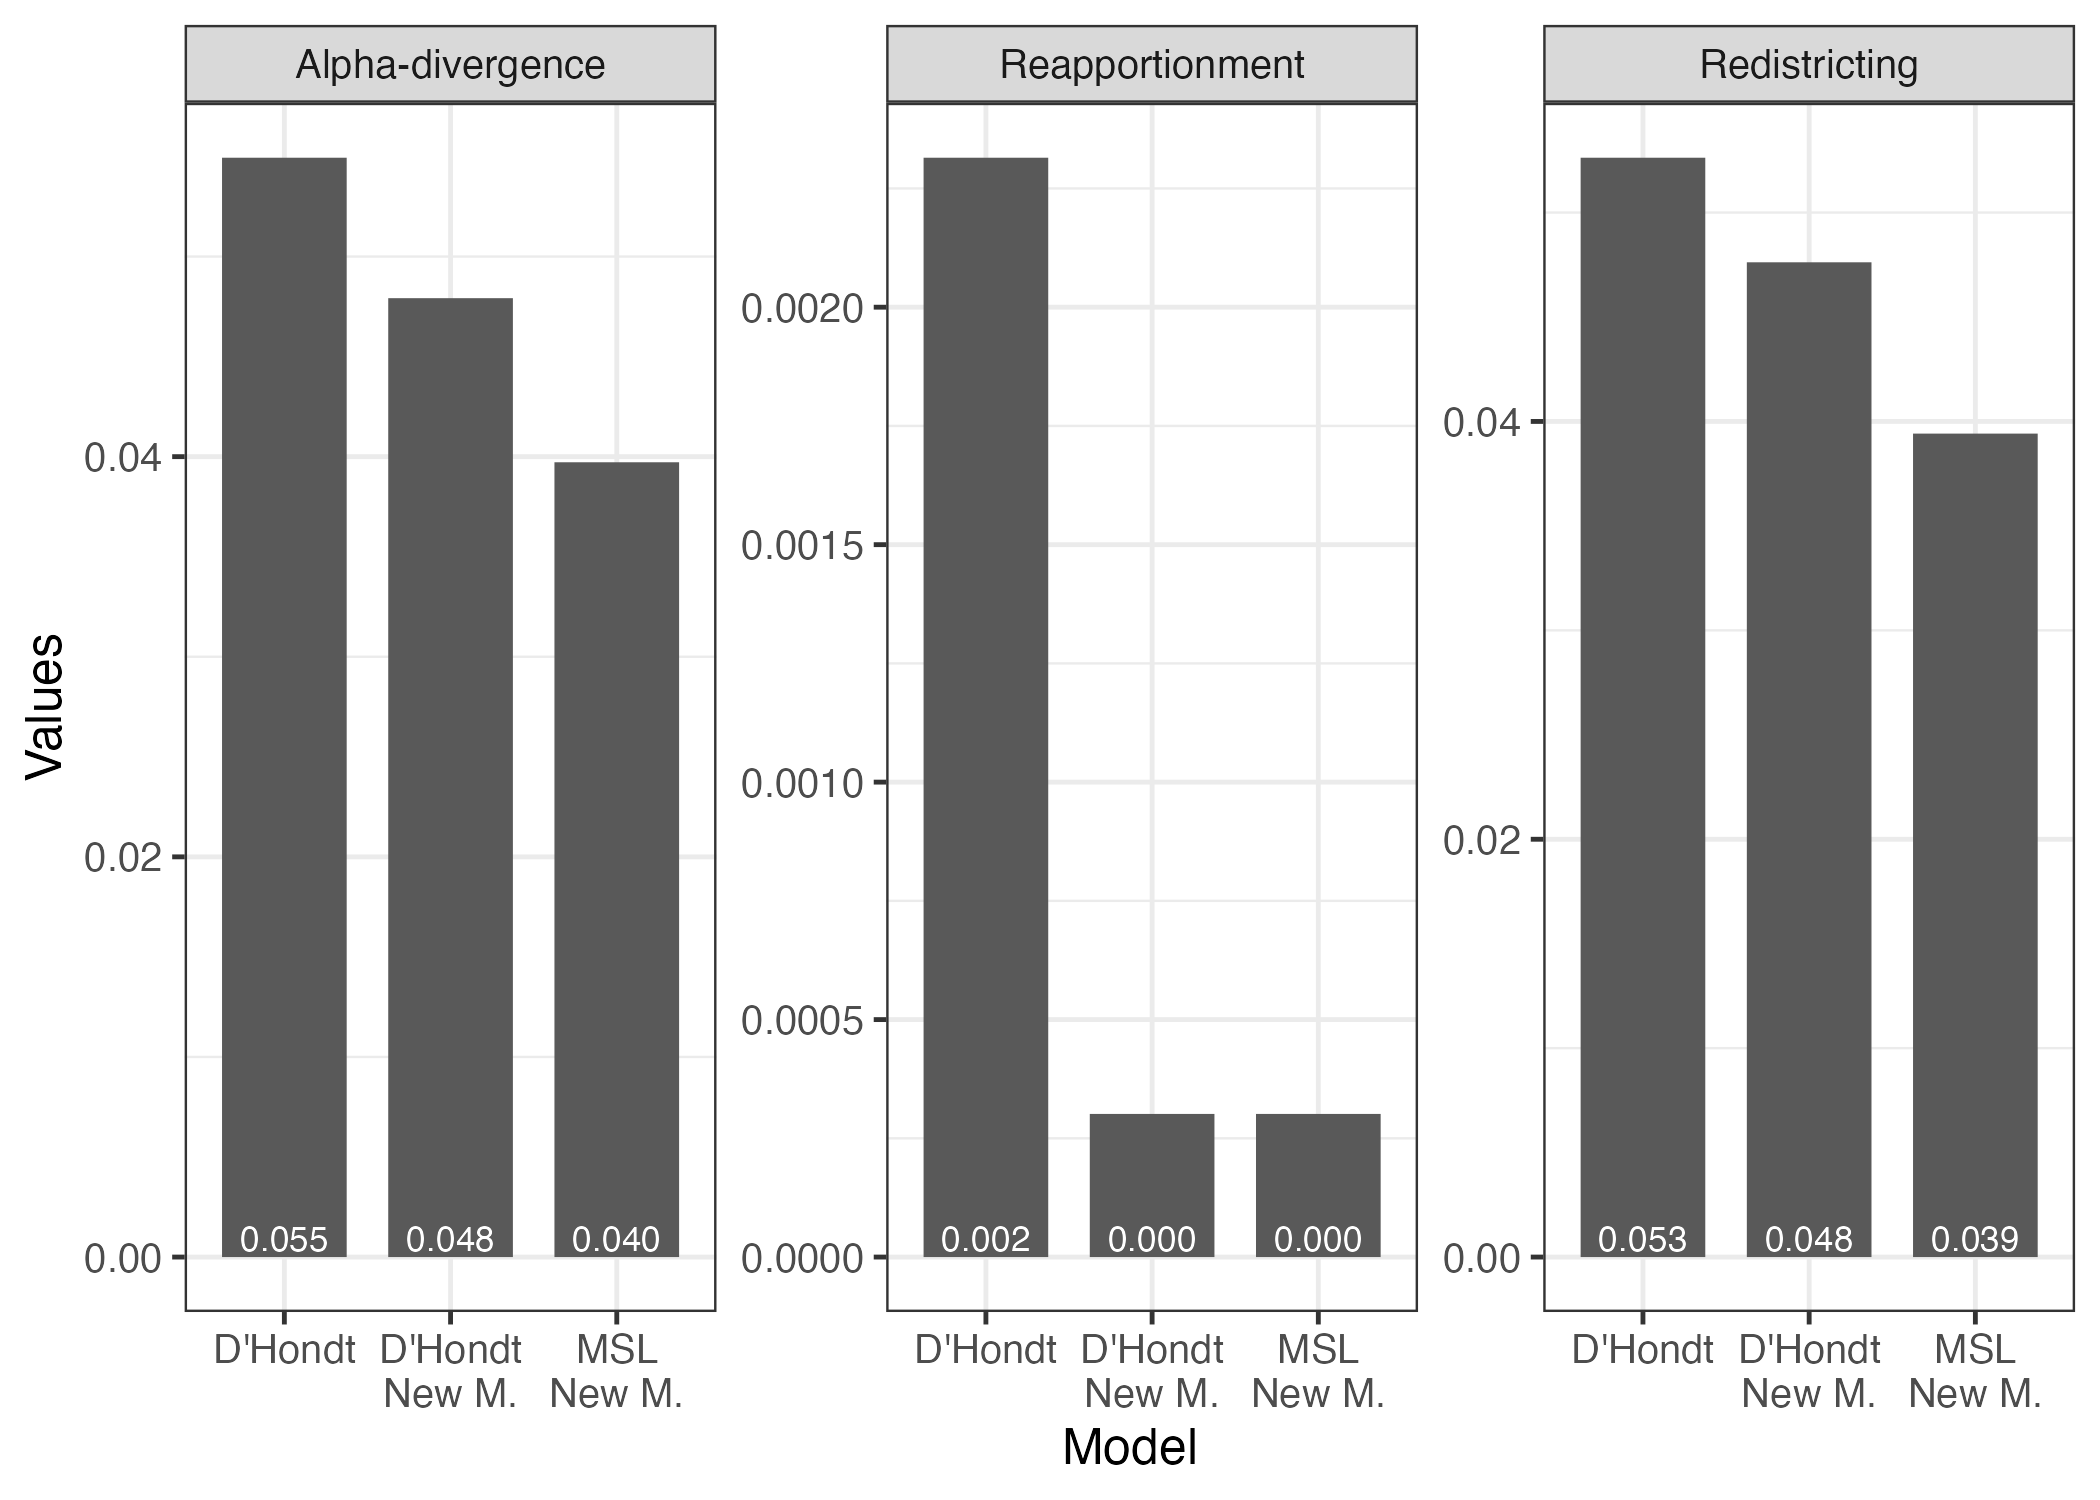 Alpha-divergence
Reapportionment
Redistricting
Values
0.04
0.02
0.00
0.055
0.048
0.040
D'Hondt
D'Hondt
New M.
MSL
New M.
0.0020
0.0015
0.0010
0.0005
0.0000
0.002
0.000
0.000
D'Hondt
D'Hondt
New M.
MSL
New M.
0.04
0.02
0.00
0.053
0.048
0.039
D'Hondt
D'Hondt
New M.
MSL
New M.
Model